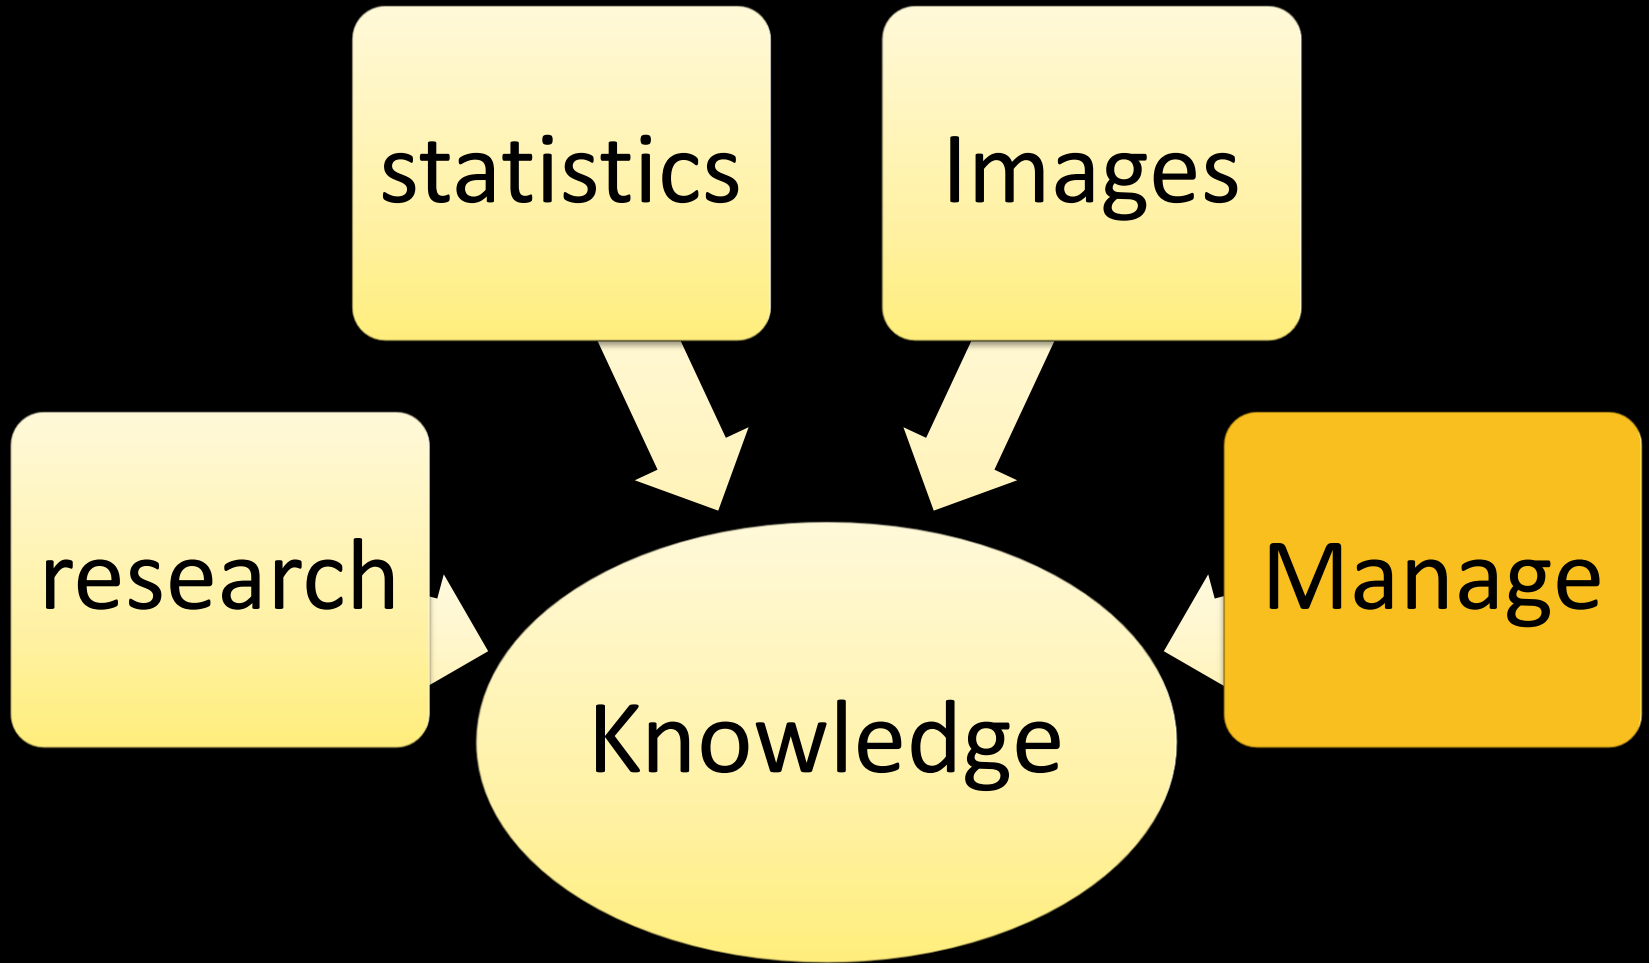 statistics
Images
research
Manage
Knowledge